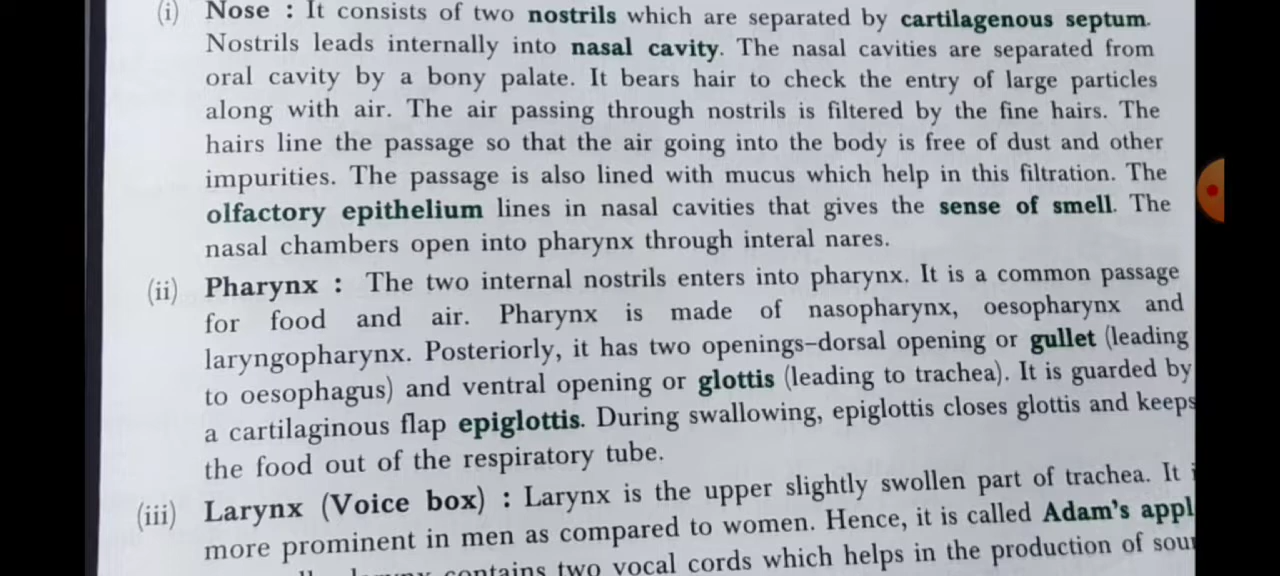 (i) Nose : It consists of two nostrils which are separated by cartilagenous septum.
Nostrils leads internally into nasal cavity. The nasal cavities are separated from
oral cavity by a bony palate. It bears hair to check the entry of large particles
along with air. The air passing through nostrils is filtered by the fine hairs. The
hairs line the passage so that the air going into the body is free of dust and other
impurities. The passage is also lined with mucus which help in this filtration. The
olfactory epithelium lines in nasal cavities that gives the sense of smell. The
nasal chambers open into pharynx through interal nares.
(ii) Pharynx : The two internal nostrils enters into pharynx. It is a common passage
for food and air. Pharynx is made of nasopharynx, oesopharynx and
laryngopharynx. Posteriorly, it has two openings–dorsal opening or gullet (leading
to oesophagus) and ventral opening or glottis (leading to trachea). It is guarded by
a cartilaginous flap epiglottis. During swallowing, epiglottis closes glottis and keeps
the food out of the respiratory tube.
(iii) Larynx (Voice box) : Larynx is the upper slightly swollen part of trachea. It
more prominent in men as compared to women. Hence, it is called Adam's appl
contains two vocal cords which helps in the production of sou